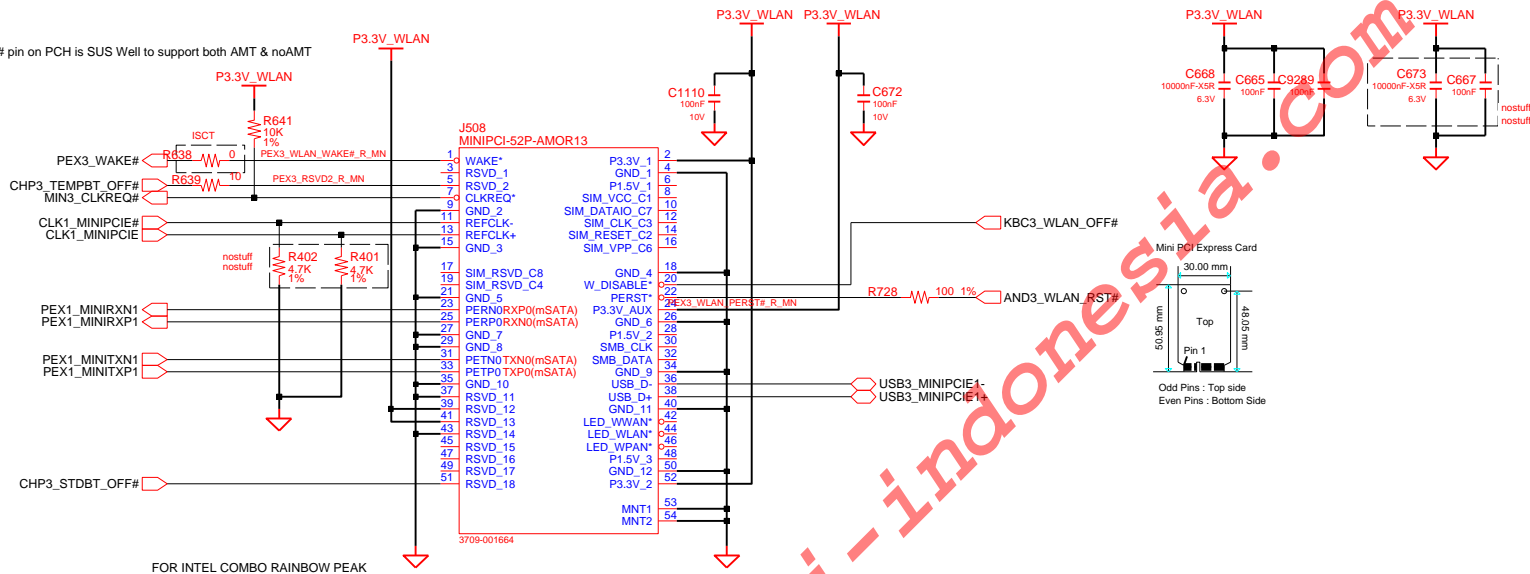 P3.3V_WLAN P3.3V_WLAN
P3.3V_WLAN P3.3V_WLAN
# pin on PCH is SUS Well to support both AMT & noAMT
P3.3V_WLAN
P3.3V_WLAN
R641
10K
1%
ISCT
R638 0
PEX3_WLAN_WAKE#_R_MN
R639 10
PEX3_RSVD2_R_MN
PEX3_WAKE#
CHP3_TEMPBT_OFF#
MIN3_CLKREQ#
CLK1_MINIPCIE#
CLK1_MINIPCIE
nostuff
nostuff
R402
4.7K
1%
R401
4.7K
1%
PEX1_MINIRXN1
PEX1_MINIRXP1
PEX1_MINITXN1
PEX1_MINITXP1
CHP3_STDBT_OFF#
C1110
100nF
10V
C672
100nF
10V
C668
10000nF-X5R
6.3V
C665
100nF
C9289
100nF
C673
10000nF-X5R
6.3V
C667
100nF
nostuff
nostuff
J508
MINIPCI-52P-AMOR13
1 WAKE* P3.3V_1 2
3 RSVD_1 GND_1 4
5 RSVD_2 P1.5V_1 6
7 CLKREQ* SIM_VCC_C1 8
9 GND_2 SIM_DATAIO_C7 10
11 REFCLK- SIM_CLK_C3 12
13 REFCLK+ SIM_RESET_C2 14
15 GND_3 SIM_VPP_C6 16
17 SIM_RSVD_C8 GND_4 18
19 SIM_RSVD_C4 W_DISABLE* 20
21 GND_5 PERST* 22
23 PERN0 RXP0(mSATA) P3.3V_AUX 24
25 PERP0 RXN0(mSATA) GND_6 26
27 GND_7 P1.5V_2 28
29 GND_8 SMB_CLK 30
31 PETN0 TXN0(mSATA) SMB_DATA 32
33 PETP0 TXP0(mSATA) GND_9 34
35 GND_10 USB_D- 36
37 RSVD_11 USB_D+ 38
39 RSVD_12 GND_11 40
41 RSVD_13 LED_WWAN* 42
43 RSVD_14 LED_WLAN* 44
45 RSVD_15 LED_WPAN* 46
47 RSVD_16 P1.5V_3 48
49 RSVD_17 GND_12 50
51 RSVD_18 P3.3V_2 52
MNT1 53
MNT2 54
3709-001664
KBC3_WLAN_OFF#
PEX3_WLAN_PERST#_R_MN
R728 100 1%
AND3_WLAN_RST#
USB3_MINIPCIE1-
USB3_MINIPCIE1+
Mini PCI Express Card
30.00 mm
50.95 mm
48.05 mm
Top
Pin 1
Odd Pins : Top side
Even Pins : Bottom Side
FOR INTEL COMBO RAINBOW PEAK
i-indonesia.com